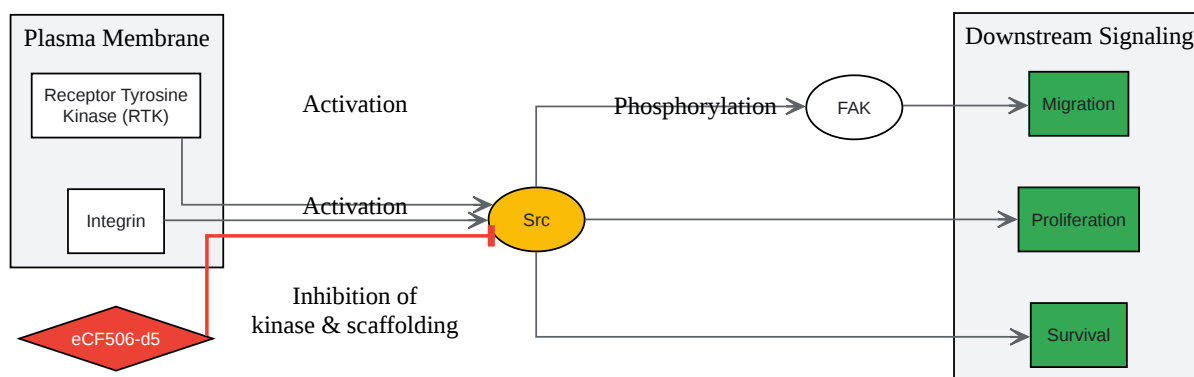 Plasma Membrane
Receptor Tyrosine
Kinase (RTK)
Integrin
eCF506-d5
Activation
Activation
Inhibition of
kinase & scaffolding
Src
Phosphorylation
FAK
Downstream Signaling
Migration
Proliferation
Survival